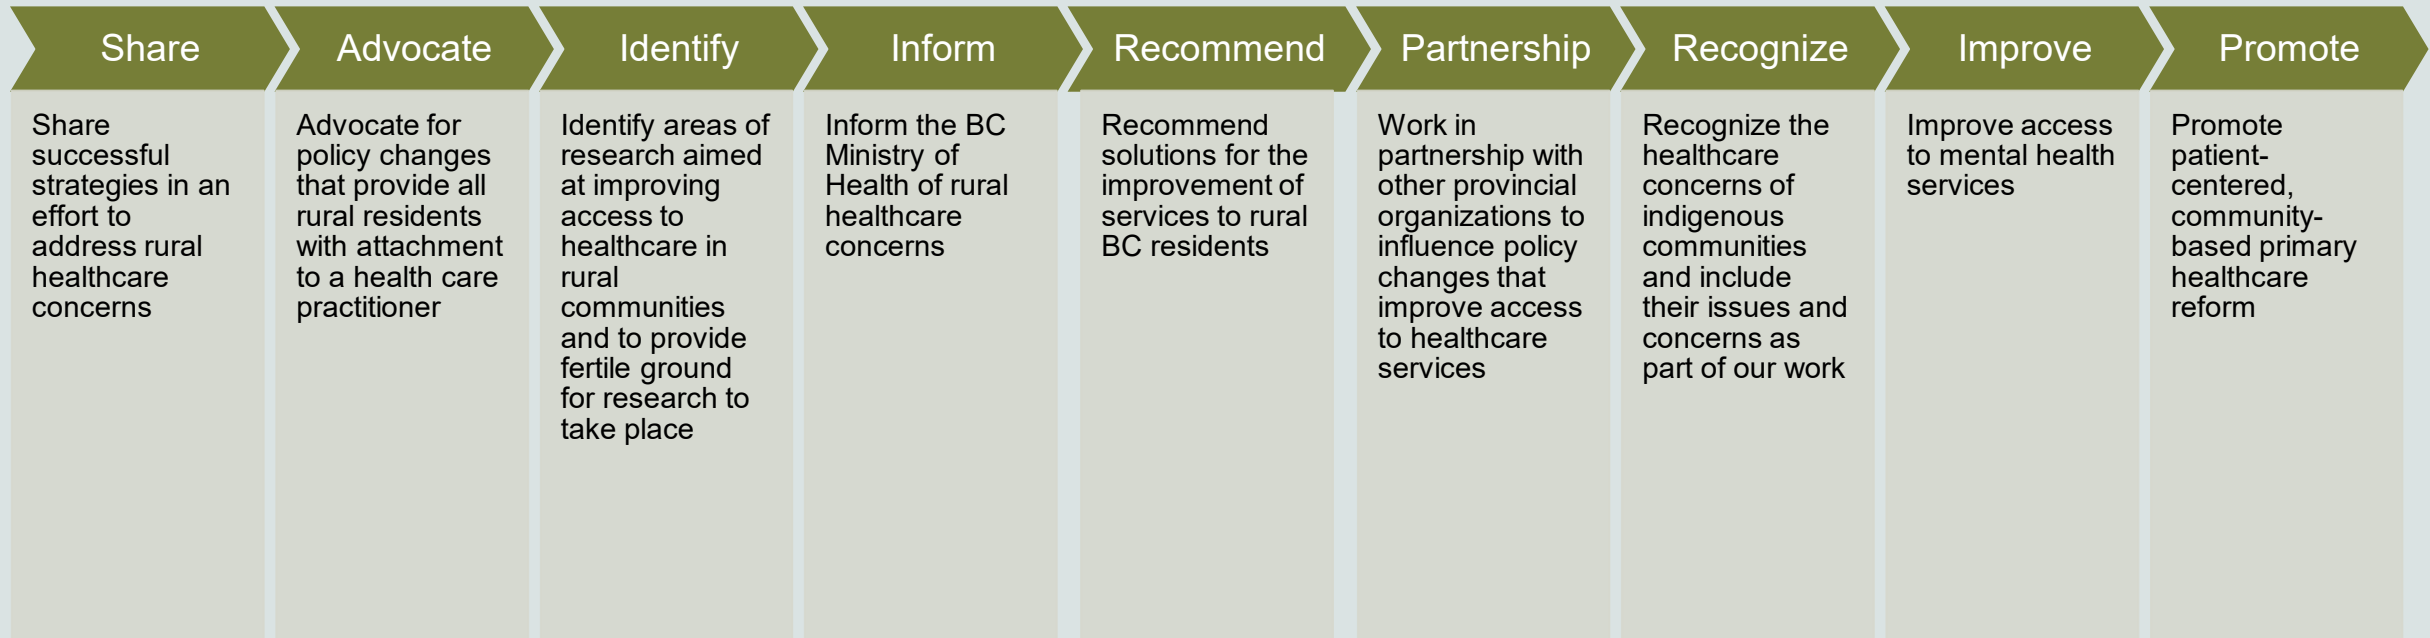 Share
Advocate
Identify
Inform
Recommend
Partnership
Recognize
Improve
Promote
Share
successful
strategies in an
effort to
address rural
healthcare
concerns
Advocate for
policy changes
that provide all
rural residents
with attachment
to a health care
practitioner
Identify areas of
research aimed
at improving
access to
healthcare in
rural
communities
and to provide
fertile ground
for research to
take place
Inform the BC
Ministry of
Health of rural
healthcare
concerns
Recommend
solutions for the
improvement of
services to rural
BC residents
Work in
partnership with
other provincial
organizations to
influence policy
changes that
improve access
to healthcare
services
Recognize the
healthcare
concerns of
indigenous
communities
and include
their issues and
concerns as
part of our work
Improve access
to mental health
services
Promote
patient-
centered,
community-
based primary
healthcare
reform